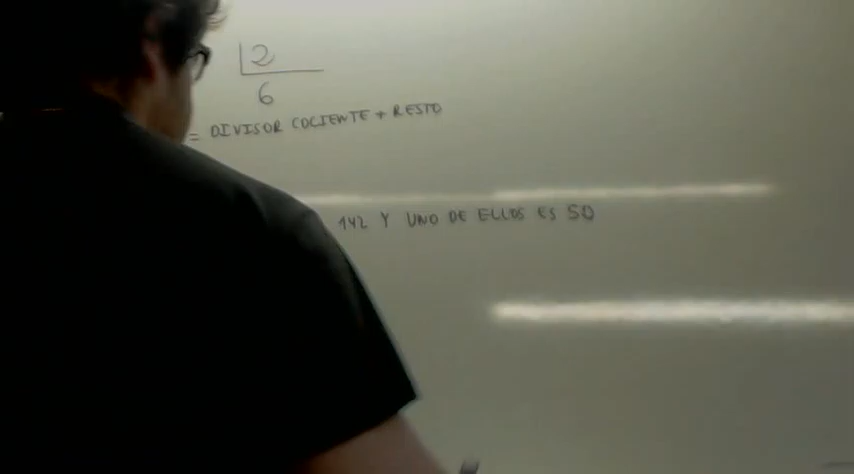 2
6
= DIVISOR COCIENTE + RESTO
142 Y UNO DE ELLOS ES 50